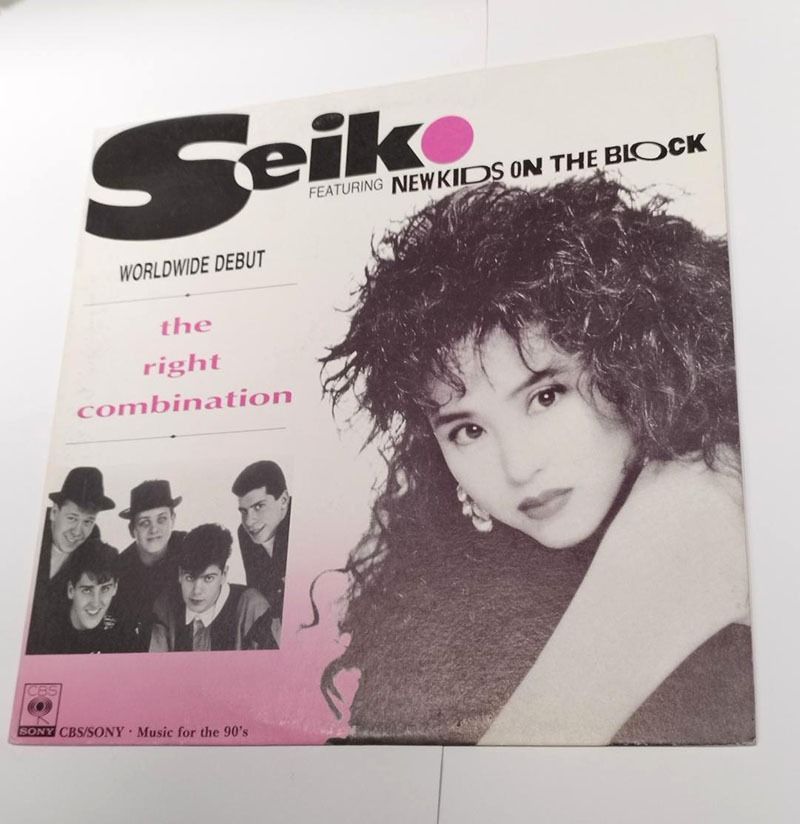 Seiko
FEATURING NEW KIDS ON THE BLOCK
WORLDWIDE DEBUT
the
right
combination
CBS
SONY
CBS/SONY · Music for the 90's